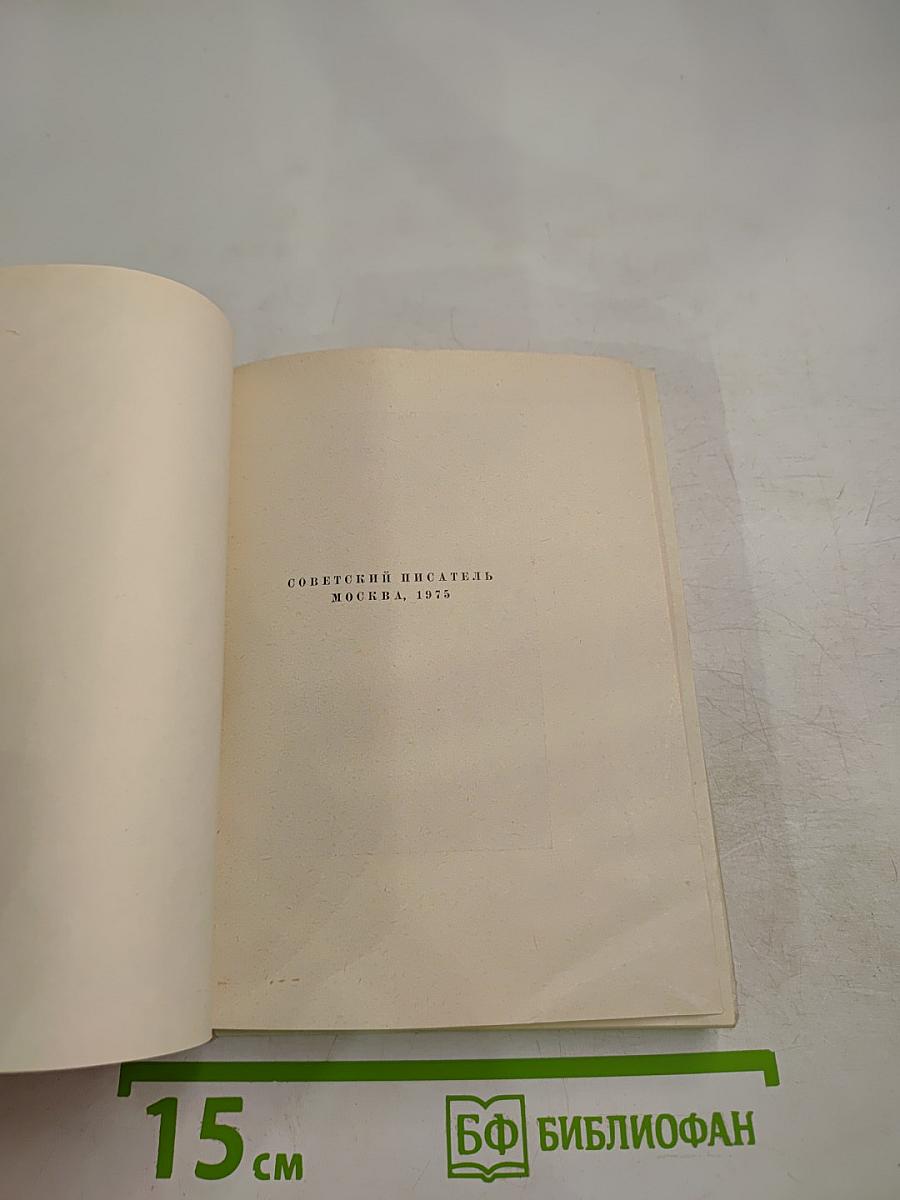 СОВЕТСКИЙ ПИСАТЕЛЬ
МОСКВА, 1975
15 см
БФ БИБЛИОФАН